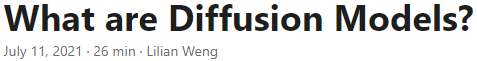 What are Diffusion Models?
July 11, 2021 · 26 min · Lilian Weng